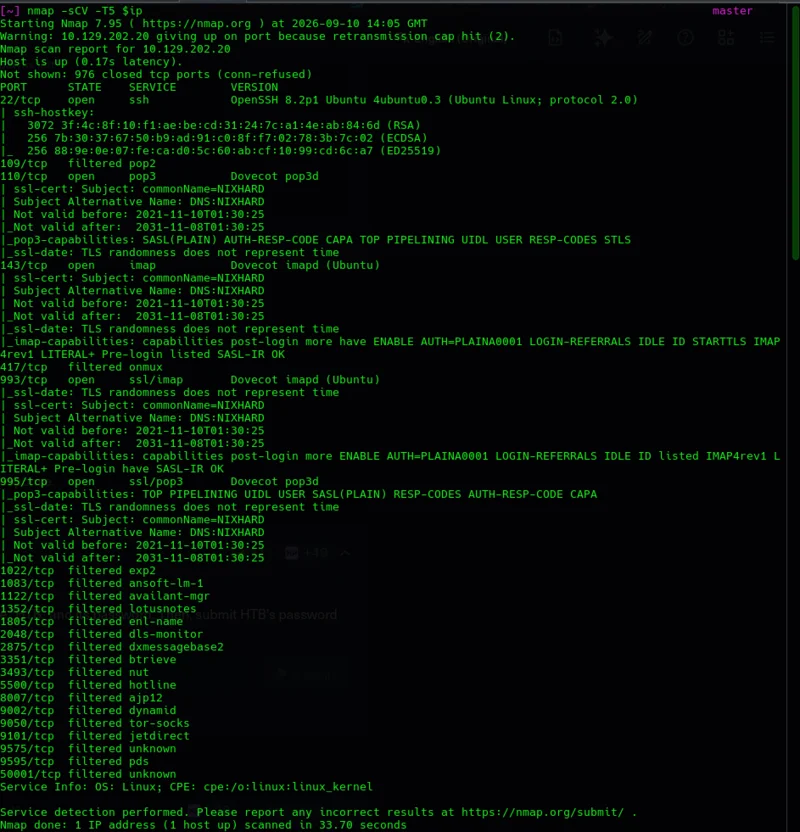 [~] nmap -sCV -T5 $ip master
Starting Nmap 7.95 ( https://nmap.org ) at 2026-09-10 14:05 GMT
Warning: 10.129.202.20 giving up on port because retransmission cap hit (2).
Nmap scan report for 10.129.202.20
Host is up (0.17s latency).
Not shown: 976 closed tcp ports (conn-refused)
PORT     STATE    SERVICE        VERSION
22/tcp   open     ssh            OpenSSH 8.2p1 Ubuntu 4ubuntu0.3 (Ubuntu Linux; protocol 2.0)
| ssh-hostkey:
|   3072 3f:4c:8f:10:f1:ae:be:cd:31:24:7c:a1:4e:ab:84:6d (RSA)
|   256 7b:30:37:67:50:b9:ad:91:c0:8f:f7:02:78:3b:7c:02 (ECDSA)
|_  256 88:9e:0e:07:fe:ca:d0:5c:60:ab:cf:10:99:cd:6c:a7 (ED25519)
109/tcp  filtered pop2
110/tcp  open     pop3           Dovecot pop3d
| ssl-cert: Subject: commonName=NIXHARD
| Subject Alternative Name: DNS:NIXHARD
| Not valid before: 2021-11-10T01:30:25
|_Not valid after:  2031-11-08T01:30:25
|_pop3-capabilities: SASL(PLAIN) AUTH-RESP-CODE CAPA TOP PIPELINING UIDL USER RESP-CODES STLS
|_ssl-date: TLS randomness does not represent time
143/tcp  open     imap           Dovecot imapd (Ubuntu)
| ssl-cert: Subject: commonName=NIXHARD
| Subject Alternative Name: DNS:NIXHARD
| Not valid before: 2021-11-10T01:30:25
|_Not valid after:  2031-11-08T01:30:25
|_ssl-date: TLS randomness does not represent time
|_imap-capabilities: capabilities post-login more have ENABLE AUTH=PLAINA0001 LOGIN-REFERRALS IDLE ID STARTTLS IMAP
4rev1 LITERAL+ Pre-login listed SASL-IR OK
417/tcp  filtered onmux
993/tcp  open     ssl/imap       Dovecot imapd (Ubuntu)
|_ssl-date: TLS randomness does not represent time
| ssl-cert: Subject: commonName=NIXHARD
| Subject Alternative Name: DNS:NIXHARD
| Not valid before: 2021-11-10T01:30:25
|_Not valid after:  2031-11-08T01:30:25
|_imap-capabilities: capabilities post-login more ENABLE AUTH=PLAINA0001 LOGIN-REFERRALS IDLE ID listed IMAP4rev1 L
ITERAL+ Pre-login have SASL-IR OK
995/tcp  open     ssl/pop3       Dovecot pop3d
|_pop3-capabilities: TOP PIPELINING UIDL USER SASL(PLAIN) RESP-CODES AUTH-RESP-CODE CAPA
|_ssl-date: TLS randomness does not represent time
| ssl-cert: Subject: commonName=NIXHARD
| Subject Alternative Name: DNS:NIXHARD
| Not valid before: 2021-11-10T01:30:25
|_Not valid after:  2031-11-08T01:30:25
1022/tcp  filtered exp2
1083/tcp  filtered ansoft-lm-1
1122/tcp  filtered availant-mgr
1352/tcp  filtered lotusnotes
submit HTB's password
1805/tcp  filtered enl-name
2048/tcp  filtered dls-monitor
2875/tcp  filtered dxmessagebase2
3351/tcp  filtered btrieve
3493/tcp  filtered nut
5500/tcp  filtered hotline
8007/tcp  filtered ajp12
9002/tcp  filtered dynamid
9050/tcp  filtered tor-socks
9101/tcp  filtered jetdirect
9575/tcp  filtered unknown
9595/tcp  filtered pds
50001/tcp filtered unknown
Service Info: OS: Linux; CPE: cpe:/o:linux:linux_kernel
Service detection performed. Please report any incorrect results at https://nmap.org/submit/ .
Nmap done: 1 IP address (1 host up) scanned in 33.70 seconds